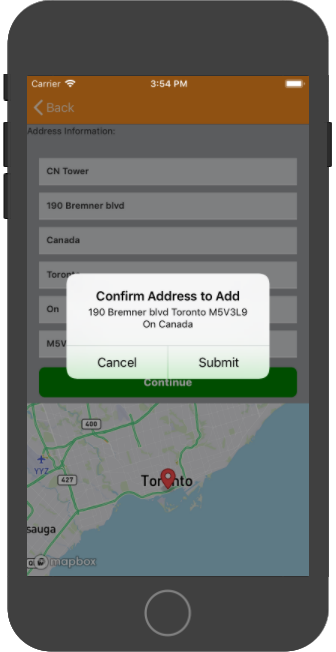 Carrier 3:54 PM
Back
Address Information:
CN Tower
190 Bremner blvd
Canada
Toronto
On
Confirm Address to Add
190 Bremner blvd Toronto M5V3L9
On Canada
M5V
Cancel Submit
Continue
400
YYZ
427
Toronto
sauga
mapbox